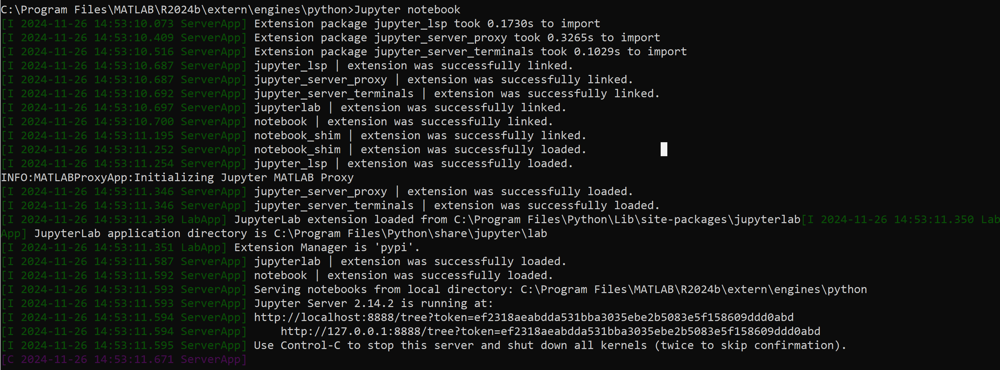 C:\Program Files\MATLAB\R2024b\extern\engines\python>Jupyter notebook
[I 2024-11-26 14:53:10.073 ServerApp] Extension package jupyter_lsp took 0.1730s to import
[I 2024-11-26 14:53:10.409 ServerApp] Extension package jupyter_server_proxy took 0.3265s to import
[I 2024-11-26 14:53:10.516 ServerApp] Extension package jupyter_server_terminals took 0.1029s to import
[I 2024-11-26 14:53:10.687 ServerApp] jupyter_lsp | extension was successfully linked.
[I 2024-11-26 14:53:10.687 ServerApp] jupyter_server_proxy | extension was successfully linked.
[I 2024-11-26 14:53:10.692 ServerApp] jupyter_server_terminals | extension was successfully linked.
[I 2024-11-26 14:53:10.697 ServerApp] jupyterlab | extension was successfully linked.
[I 2024-11-26 14:53:10.700 ServerApp] notebook | extension was successfully linked.
[I 2024-11-26 14:53:11.195 ServerApp] notebook_shim | extension was successfully linked.
[I 2024-11-26 14:53:11.252 ServerApp] notebook_shim | extension was successfully loaded.
[I 2024-11-26 14:53:11.254 ServerApp] jupyter_lsp | extension was successfully loaded.
INFO:MATLABProxyApp:Initializing Jupyter MATLAB Proxy
[I 2024-11-26 14:53:11.346 ServerApp] jupyter_server_proxy | extension was successfully loaded.
[I 2024-11-26 14:53:11.346 ServerApp] jupyter_server_terminals | extension was successfully loaded.
[I 2024-11-26 14:53:11.350 LabApp] JupyterLab extension loaded from C:\Program Files\Python\Lib\site-packages\jupyterlab[I 2024-11-26 14:53:11.350 Lab
App] JupyterLab application directory is C:\Program Files\Python\share\jupyter\lab
[I 2024-11-26 14:53:11.351 LabApp] Extension Manager is 'pypi'.
[I 2024-11-26 14:53:11.587 ServerApp] jupyterlab | extension was successfully loaded.
[I 2024-11-26 14:53:11.592 ServerApp] notebook | extension was successfully loaded.
[I 2024-11-26 14:53:11.593 ServerApp] Serving notebooks from local directory: C:\Program Files\MATLAB\R2024b\extern\engines\python
[I 2024-11-26 14:53:11.593 ServerApp] Jupyter Server 2.14.2 is running at:
[I 2024-11-26 14:53:11.594 ServerApp] http://localhost:8888/tree?token=ef2318aeabdda531bba3035ebe2b5083e5f158609ddd0abd
[I 2024-11-26 14:53:11.594 ServerApp]     http://127.0.0.1:8888/tree?token=ef2318aeabdda531bba3035ebe2b5083e5f158609ddd0abd
[I 2024-11-26 14:53:11.595 ServerApp] Use Control-C to stop this server and shut down all kernels (twice to skip confirmation).
[C 2024-11-26 14:53:11.671 ServerApp]